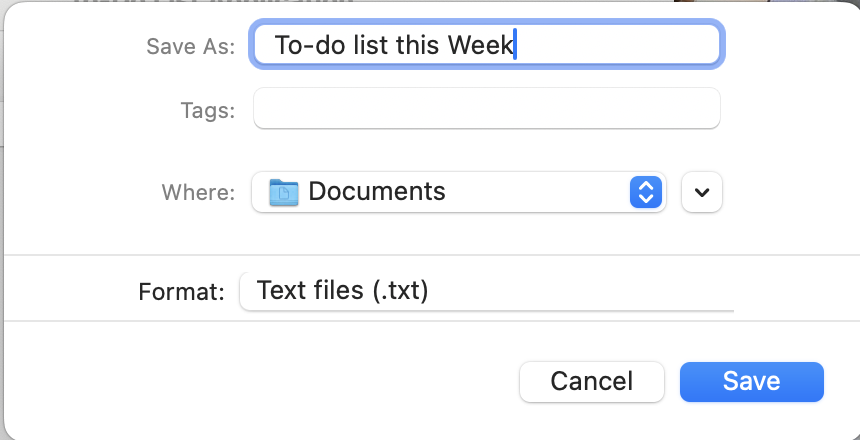 Save As: To-do list this Week
Tags:
Where: Documents
Format: Text files (.txt)
Cancel Save